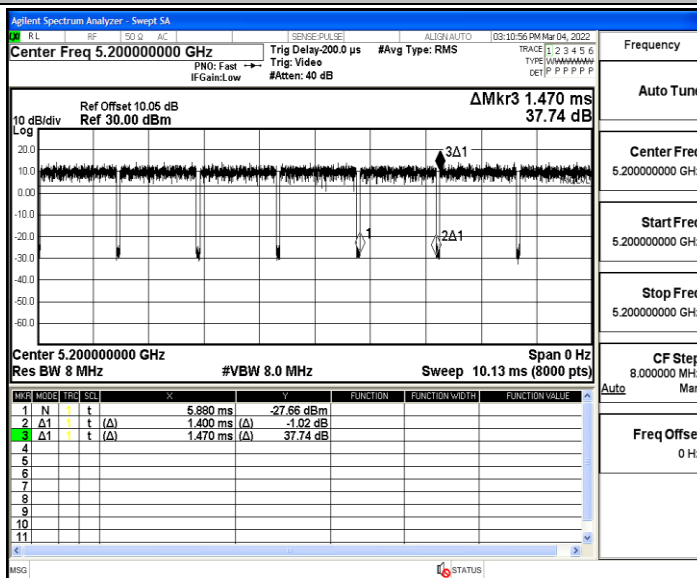 Agilent Spectrum Analyzer - Swept SA
RL RF 50 Ω AC SENSE:PULSE ALIGN AUTO 03:10:56 PM Mar 04, 2022
Center Freq 5.200000000 GHz
PNO: Fast
IFGain:Low
Trig Delay-200.0 µs
Trig: Video
#Atten: 40 dB
#Avg Type: RMS
TRACE 1 2 3 4 5 6
TYPE
DET P P P P P P
Ref Offset 10.05 dB
10 dB/div Ref 30.00 dBm
ΔMkr3 1.470 ms
37.74 dB
Log
20.0
10.0
0.00
-10.0
-20.0
-30.0
-40.0
-50.0
-60.0
3Δ1
1
2Δ1
Center 5.200000000 GHz Span 0 Hz
Res BW 8 MHz #VBW 8.0 MHz Sweep 10.13 ms (8000 pts)
MKR MODE TRC SCL X Y FUNCTION FUNCTION WIDTH FUNCTION VALUE
1 N 1 t 5.880 ms -27.66 dBm
2 Δ1 1 t (Δ) 1.400 ms (Δ) -1.02 dB
3 Δ1 1 t (Δ) 1.470 ms (Δ) 37.74 dB
4
5
6
7
8
9
10
11
MSG STATUS
Frequency
Auto Tune
Center Freq
5.200000000 GHz
Start Freq
5.200000000 GHz
Stop Freq
5.200000000 GHz
CF Step
8.000000 MHz
Auto Man
Freq Offset
0 Hz